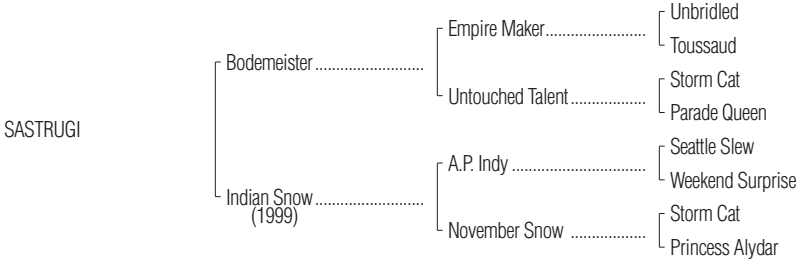 Unbridled
Empire Maker........................
Toussaud
Bodemeister ..........................
Storm Cat
Untouched Talent..................
Parade Queen
SASTRUGI
Seattle Slew
A.P. Indy ................................
Weekend Surprise
Indian Snow..........................
(1999)
Storm Cat
November Snow ..................
Princess Alydar